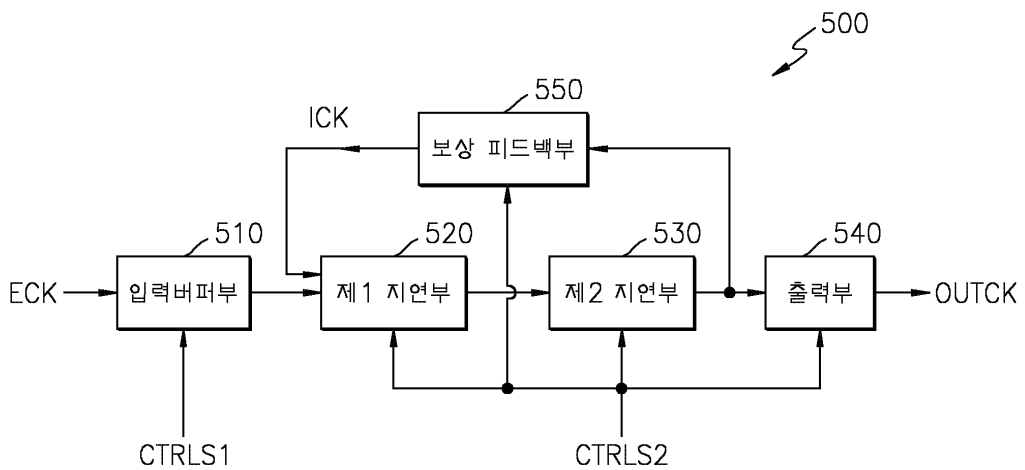 500
550
ICK
보상 피드백부
510
520
530
540
ECK
입력버퍼부
제1 지연부
제2 지연부
출력부
OUTCK
CTRLS1
CTRLS2